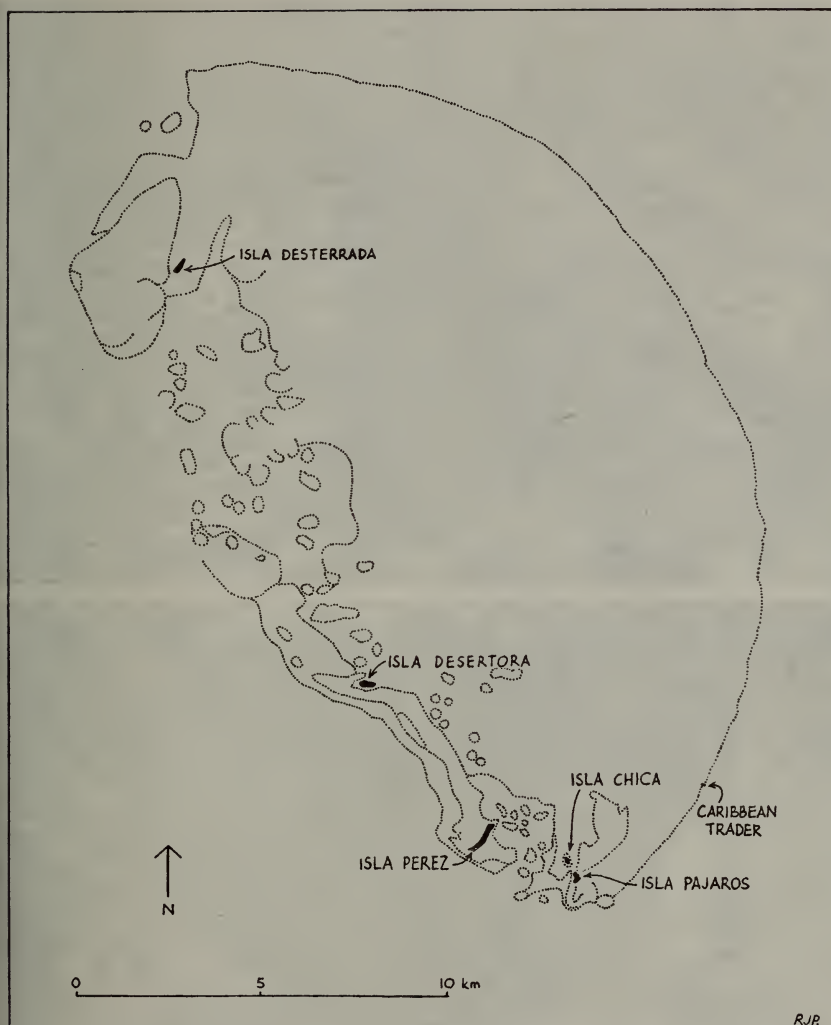 ISLA DESTERRADA
ISLA DESERTORA
ISLA CHICA
CARIBBEAN
TRADER
ISLA PEREZ
ISLA PAJAROS
N
0 5 10 km
RJP.